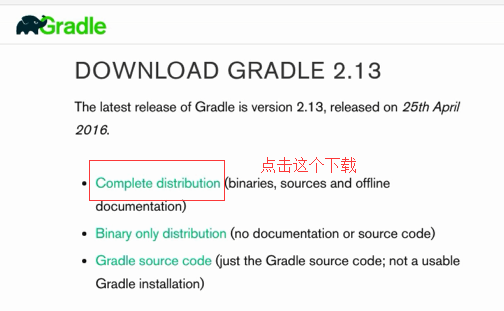 Gradle
DOWNLOAD GRADLE 2.13
The latest release of Gradle is version 2.13, released on 25th April
2016.
点击这个下载
• Complete distribution (binaries, sources and offline
documentation)
• Binary only distribution (no documentation or source code)
• Gradle source code (just the Gradle source code; not a usable
Gradle installation)